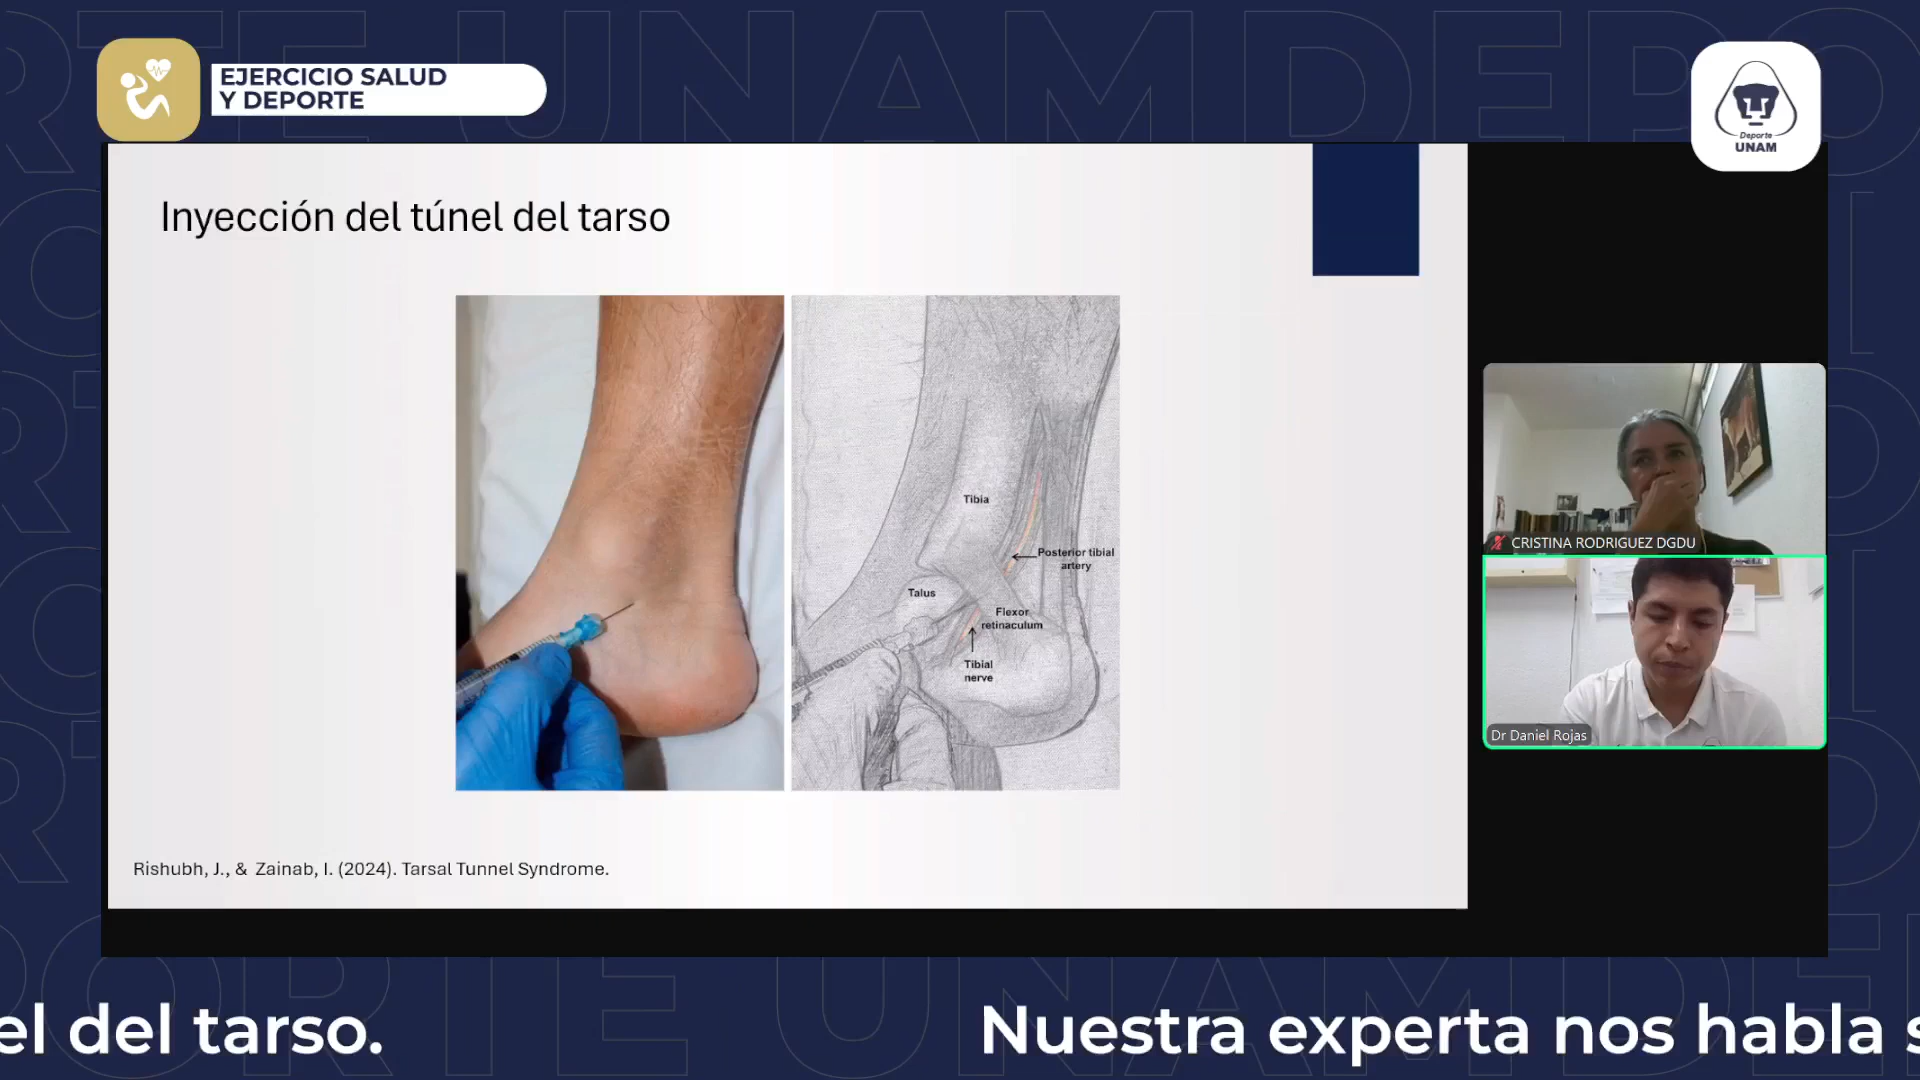 EJERCICIO SALUD
Y DEPORTE
Deporte
UNAM
Inyección del túnel del tarso
Tibia
Posterior tibial
artery
Talus
Flexor
retinaculum
Tibial
nerve
Rishubh, J., & Zainab, I. (2024). Tarsal Tunnel Syndrome.
CRISTINA RODRIGUEZ DGDU
Dr Daniel Rojas
el del tarso.
Nuestra experta nos habla s